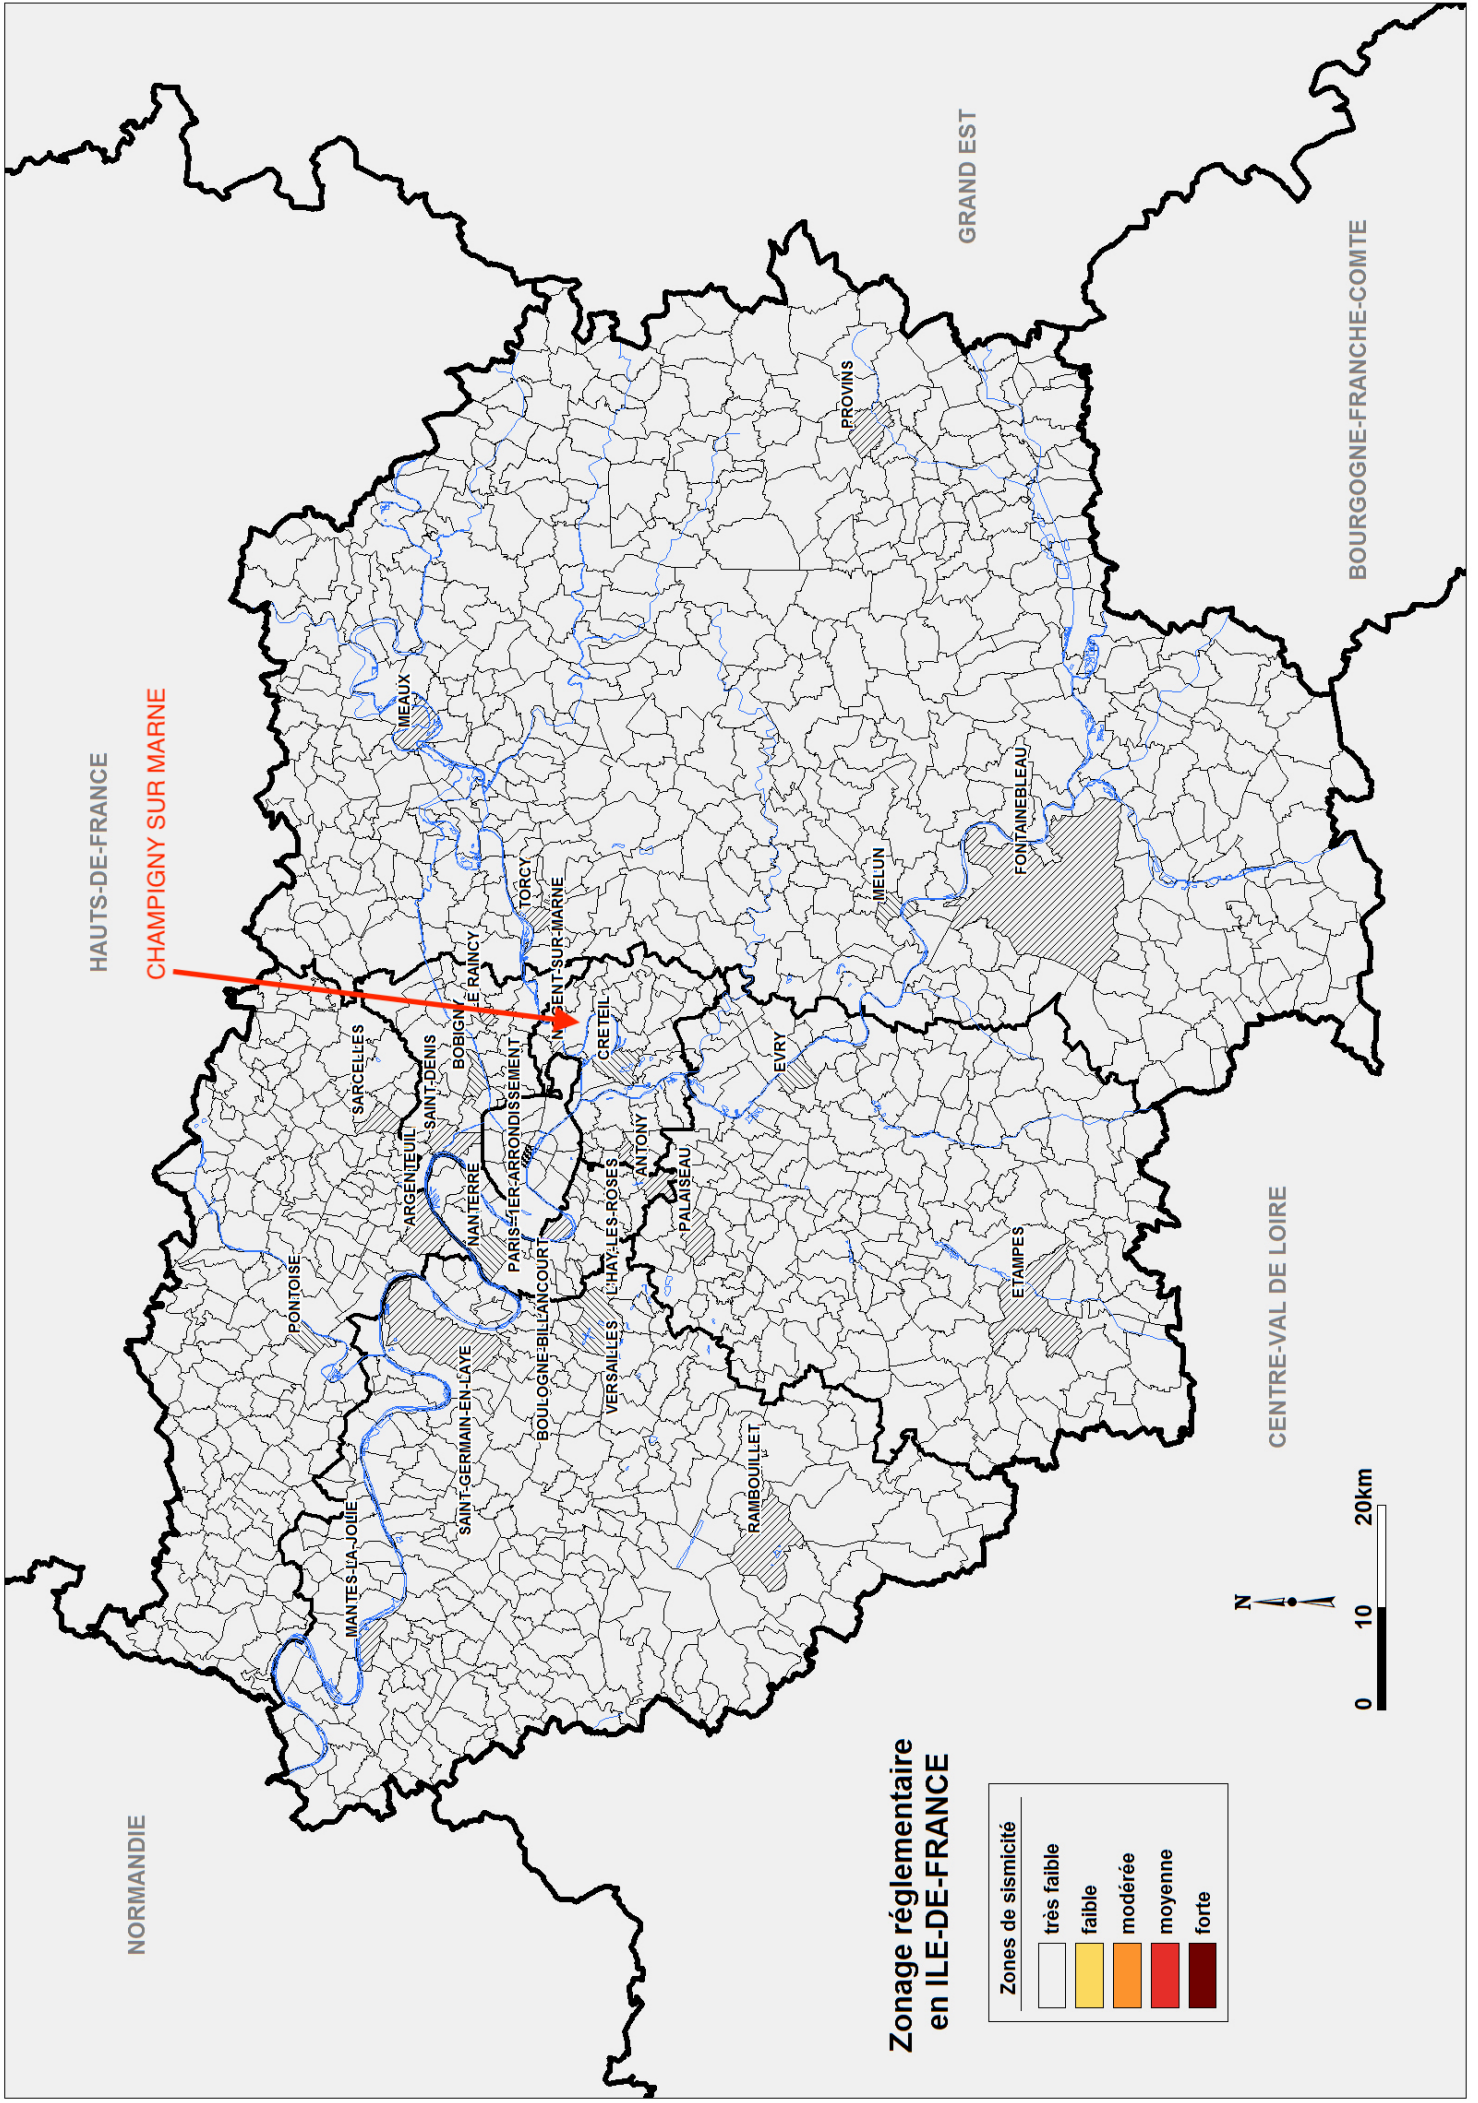 HAUTS-DE-FRANCE
CHAMPIGNY SUR MARNE
NORMANDIE
GRAND EST
BOURGOGNE-FRANCHE-COMTE
CENTRE-VAL DE LOIRE
PONTOISE
MANTES-LA-JOLIE
SARCELLES
MEAUX
ARGENTEUIL
SAINT-DENIS
BOBIGNY
LE RAINCY
NANTERRE
SAINT-GERMAIN-EN-LAYE
PARIS-1ER-ARRONDISSEMENT
TORCY
BOULOGNE-BILLANCOURT
NOGENT-SUR-MARNE
CRETEIL
VERSAILLES
L'HAY-LES-ROSES
ANTONY
PALAISEAU
RAMBOUILLET
EVRY
PROVINS
MELUN
ETAMPES
FONTAINEBLEAU
Zonage réglementaire
en ILE-DE-FRANCE
Zones de sismicité
très faible
faible
modérée
moyenne
forte
N
0 10 20km